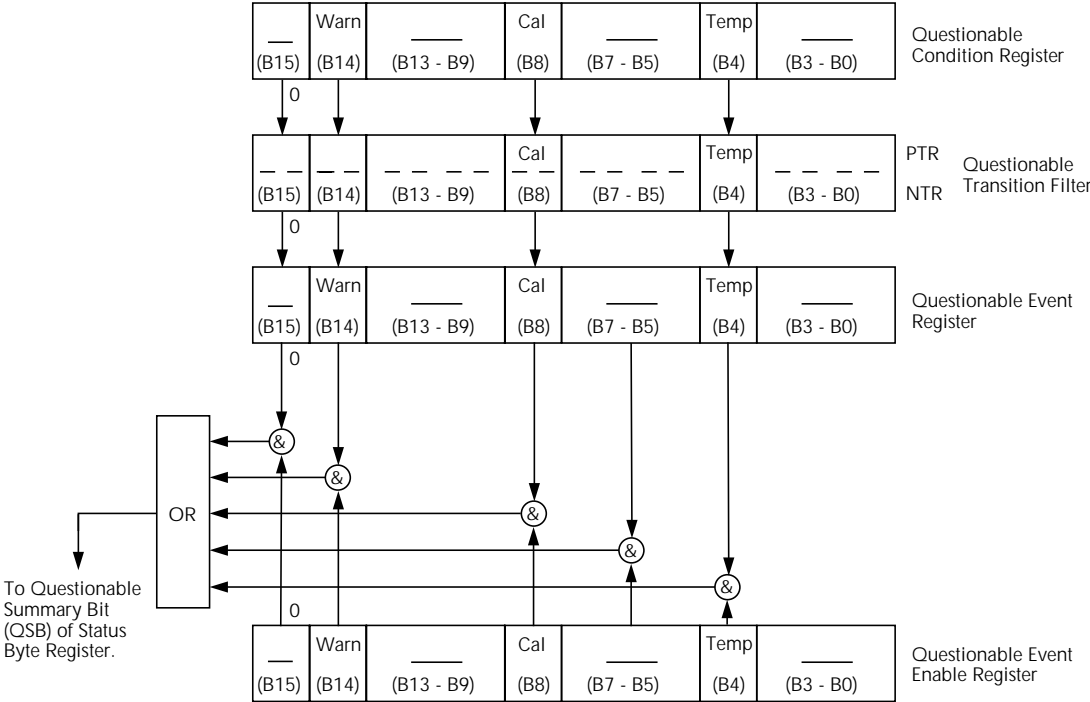 Warn Cal Temp
(B15) (B14) (B13 - B9) (B8) (B7 - B5) (B4) (B3 - B0)
Questionable
Condition Register
0
Cal Temp
(B15) (B14) (B13 - B9) (B8) (B7 - B5) (B4) (B3 - B0)
PTR
NTR
Questionable
Transition Filter
0
Warn Cal Temp
(B15) (B14) (B13 - B9) (B8) (B7 - B5) (B4) (B3 - B0)
Questionable Event
Register
0
&
&
&
&
&
OR
To Questionable
Summary Bit
(QSB) of Status
Byte Register.
0
Warn Cal Temp
(B15) (B14) (B13 - B9) (B8) (B7 - B5) (B4) (B3 - B0)
Questionable Event
Enable Register